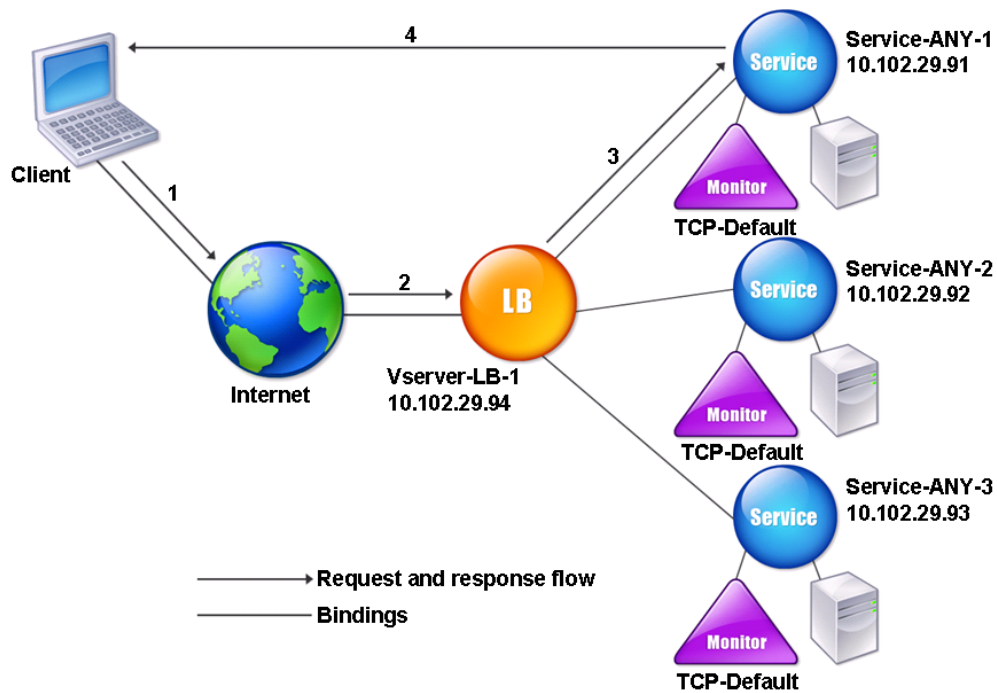 4
Service
Service-ANY-1
10.102.29.91
Client
1
3
Monitor
TCP-Default
2
LB
Service
Service-ANY-2
10.102.29.92
Internet
Vserver-LB-1
10.102.29.94
Monitor
TCP-Default
Service
Service-ANY-3
10.102.29.93
Request and response flow
Bindings
Monitor
TCP-Default